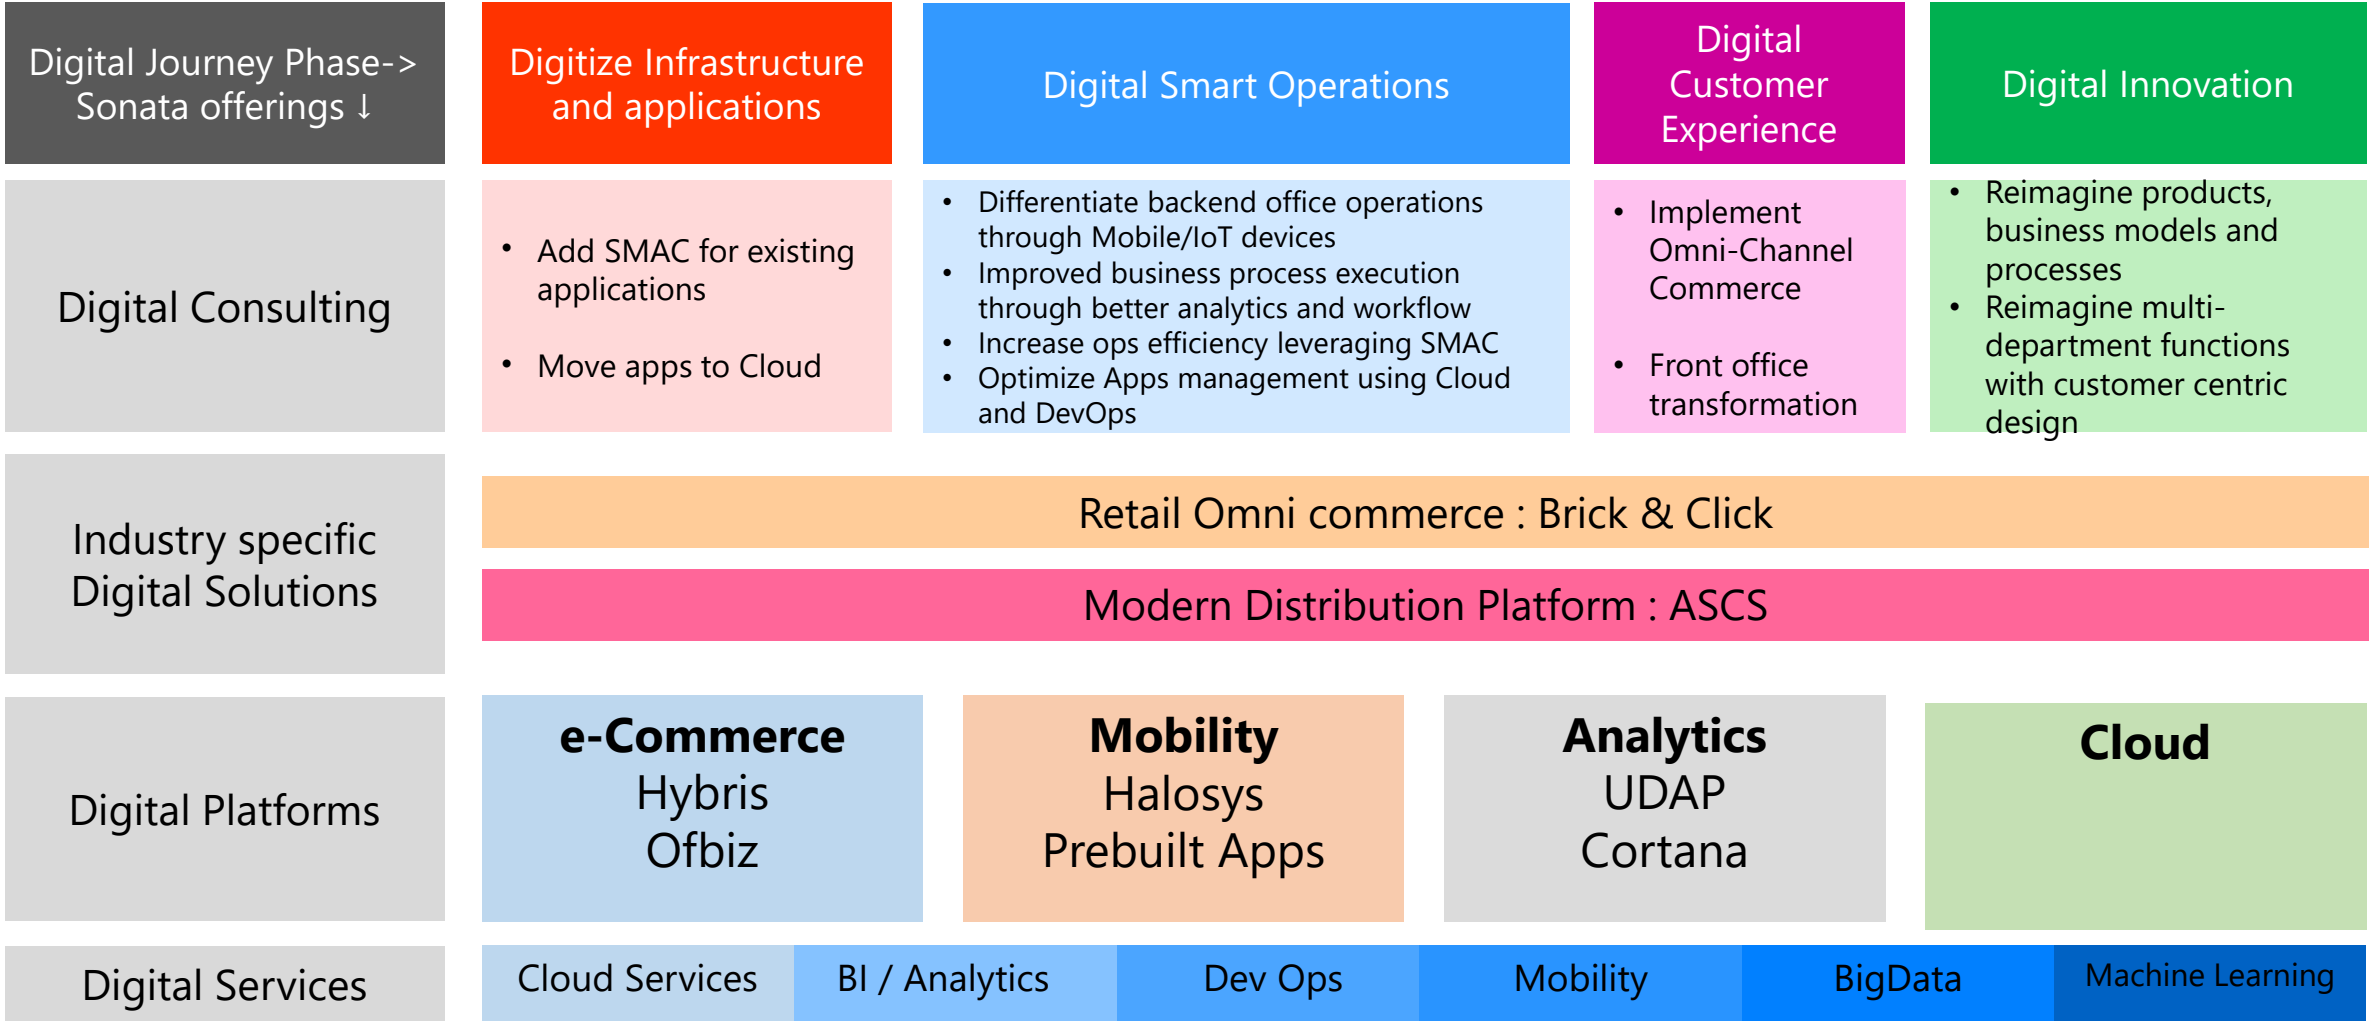 Digital Journey Phase->
Sonata offerings ↓
Digitize Infrastructure
and applications
Digital Smart Operations
Digital
Customer
Experience
Digital Innovation
Digital Consulting
• Add SMAC for existing
applications
• Move apps to Cloud
• Differentiate backend office operations
through Mobile/IoT devices
• Improved business process execution
through better analytics and workflow
• Increase ops efficiency leveraging SMAC
• Optimize Apps management using Cloud
and DevOps
• Implement
Omni-Channel
Commerce
• Front office
transformation
• Reimagine products,
business models and
processes
• Reimagine multi-
department functions
with customer centric
design
Industry specific
Digital Solutions
Retail Omni commerce : Brick & Click
Modern Distribution Platform : ASCS
Digital Platforms
e-Commerce
Hybris
Ofbiz
Mobility
Halosys
Prebuilt Apps
Analytics
UDAP
Cortana
Cloud
Digital Services
Cloud Services
BI / Analytics
Dev Ops
Mobility
BigData
Machine Learning